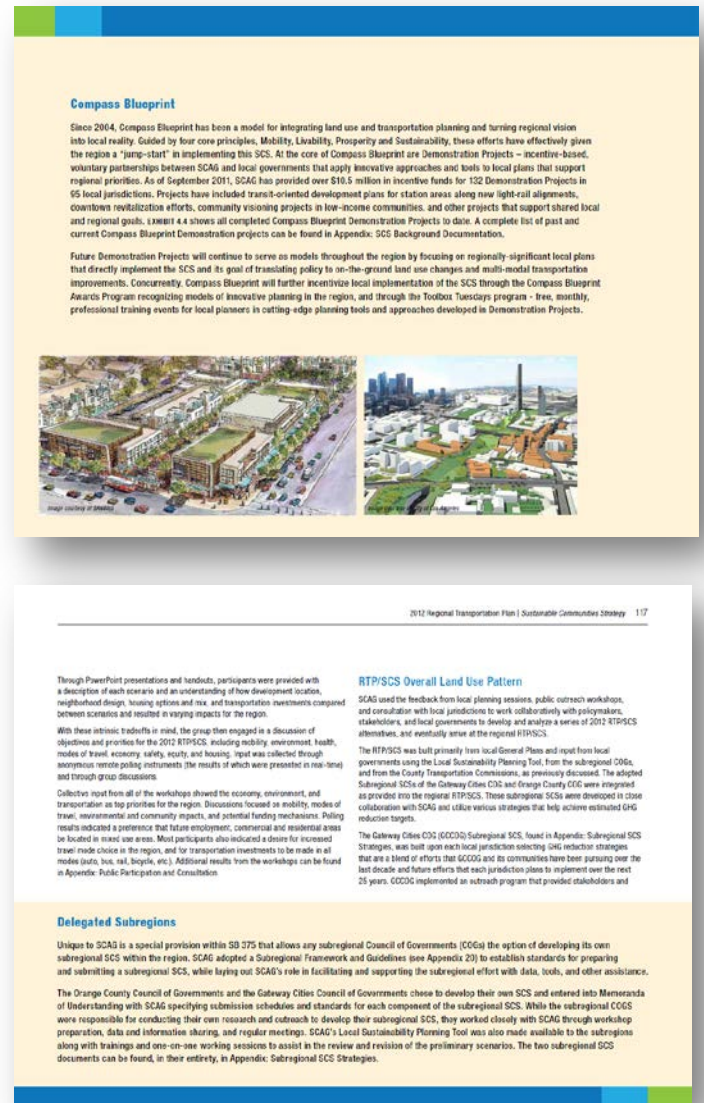 Compass Blueprint
Since 2004, Compass Blueprint has been a model for integrating land use and transportation planning and turning regional vision
into local reality. Guided by four core principles, Mobility, Livability, Prosperity and Sustainability, these efforts have effectively given
the region a "jump-start" in implementing this SCS. At the core of Compass Blueprint are Demonstration Projects – incentive-based,
voluntary partnerships between SCAG and local governments that apply innovative approaches and tools to local plans that support
regional priorities. As of September 2011, SCAG has provided over $10.5 million in incentive funds for 132 Demonstration Projects in
95 local jurisdictions. Projects have included transit-oriented development plans for station areas along new light-rail alignments,
downtown revitalization efforts, community visioning projects in low-income communities, and other projects that support shared local
and regional goals. EXHIBIT 4.4 shows all completed Compass Blueprint Demonstration Projects to date. A complete list of past and
current Compass Blueprint Demonstration projects can be found in Appendix: SCS Background Documentation.
Future Demonstration Projects will continue to serve as models throughout the region by focusing on regionally-significant local plans
that directly implement the SCS and its goal of translating policy to on-the-ground land use changes and multi-modal transportation
improvements. Concurrently, Compass Blueprint will further incentivize local implementation of the SCS through the Compass Blueprint
Awards Program recognizing models of innovative planning in the region, and through the Toolbox Tuesdays program - free, monthly,
professional training events for local planners in cutting-edge planning tools and approaches developed in Demonstration Projects.
Image courtesy of
Image courtesy of Los Angeles
2012 Regional Transportation Plan | Sustainable Communities Strategy 117
Through PowerPoint presentations and handouts, participants were provided with
a description of each scenario and an understanding of how development location,
neighborhood design, housing options and mix, and transportation investments compared
between scenarios and resulted in varying impacts for the region.
With these intrinsic tradeoffs in mind, the group then engaged in a discussion of
objectives and priorities for the 2012 RTP/SCS, including mobility, environment, health,
modes of travel, economy, safety, equity, and housing. Input was collected through
anonymous remote polling instruments (the results of which were presented in real-time)
and through group discussions.
Collective input from all of the workshops showed the economy, environment, and
transportation as top priorities for the region. Discussions focused on mobility, modes of
travel, environmental and community impacts, and potential funding mechanisms. Polling
results indicated a preference that future employment, commercial and residential areas
be located in mixed use areas. Most participants also indicated a desire for increased
travel mode choice in the region, and for transportation investments to be made in all
modes (auto, bus, rail, bicycle, etc.). Additional results from the workshops can be found
in Appendix: Public Participation and Consultation.
RTP/SCS Overall Land Use Pattern
SCAG used the feedback from local planning sessions, public outreach workshops,
and consultation with local jurisdictions to work collaboratively with policymakers,
stakeholders, and local governments to develop and analyze a series of 2012 RTP/SCS
alternatives, and eventually arrive at the regional RTP/SCS.
The RTP/SCS was built primarily from local General Plans and input from local
governments using the Local Sustainability Planning Tool, from the subregional COGs,
and from the County Transportation Commissions, as previously discussed. The adopted
Subregional SCSs of the Gateway Cities COG and Orange County COG were integrated
as provided into the regional RTP/SCS. These subregional SCSs were developed in close
collaboration with SCAG and utilize various strategies that help achieve estimated GHG
reduction targets.
The Gateway Cities COG (GCCOG) Subregional SCS, found in Appendix: Subregional SCS
Strategies, was built upon each local jurisdiction selecting GHG reduction strategies
that are a blend of efforts that GCCOG and its communities have been pursuing over the
last decade and future efforts that each jurisdiction plans to implement over the next
25 years. GCCOG implemented an outreach program that provided stakeholders and
Delegated Subregions
Unique to SCAG is a special provision within SB 375 that allows any subregional Council of Governments (COGs) the option of developing its own
subregional SCS within the region. SCAG adopted a Subregional Framework and Guidelines (see Appendix 20) to establish standards for preparing
and submitting a subregional SCS, while laying out SCAG's role in facilitating and supporting the subregional effort with data, tools, and other assistance.
The Orange County Council of Governments and the Gateway Cities Council of Governments chose to develop their own SCS and entered into Memoranda
of Understanding with SCAG specifying submission schedules and standards for each component of the subregional SCS. While the subregional COGS
were responsible for conducting their own research and outreach to develop their subregional SCS, they worked closely with SCAG through workshop
preparation, data and information sharing, and regular meetings. SCAG's Local Sustainability Planning Tool was also made available to the subregions
along with trainings and one-on-one working sessions to assist in the review and revision of the preliminary scenarios. The two subregional SCS
documents can be found, in their entirety, in Appendix: Subregional SCS Strategies.